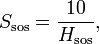 S_sos = 10 / H_sos,